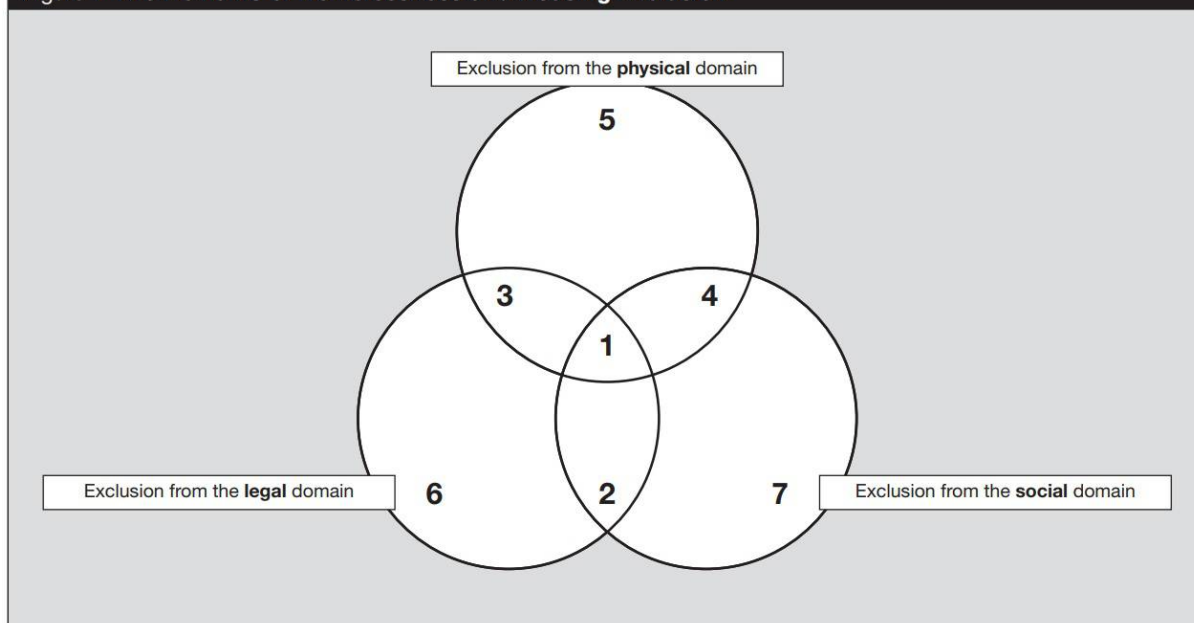 Exclusion from the physical domain
5
3
4
1
Exclusion from the legal domain
6
2
7
Exclusion from the social domain